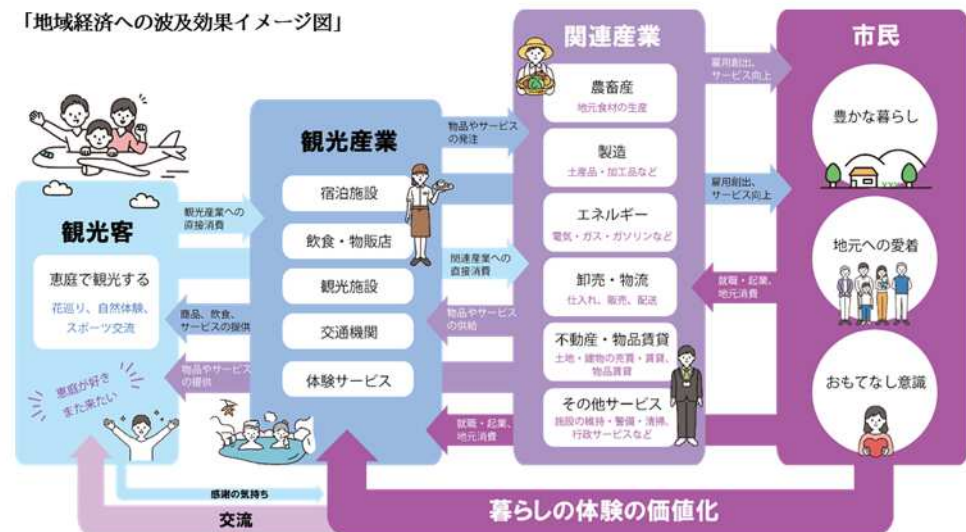 「地域経済への波及効果イメージ図」
観光客
恵庭で観光する
花巡り、自然体験、
スポーツ交流
恵庭が好き
また来たい
観光産業への
直接消費
商品、飲食、
サービスの提供
物品やサービス
の提供
観光産業
宿泊施設
飲食・物販店
観光施設
交通機関
体験サービス
物品やサービス
の発注
関連産業への
直接消費
物品やサービス
の供給
就職・起業、
地元消費
関連産業
農畜産
地元食材の生産
製造
土産品・加工品など
エネルギー
電気・ガス・ガソリンなど
卸売・物流
仕入れ、販売、配送
不動産・物品賃貸
土地・建物の売買・賃貸、
物品賃貸
その他サービス
施設の維持・警備・清掃、
行政サービスなど
雇用創出、
サービス向上
雇用創出、
サービス向上
就職・起業、
地元消費
市民
豊かな暮らし
地元への愛着
おもてなし意識
感謝の気持ち
交流
暮らしの体験の価値化